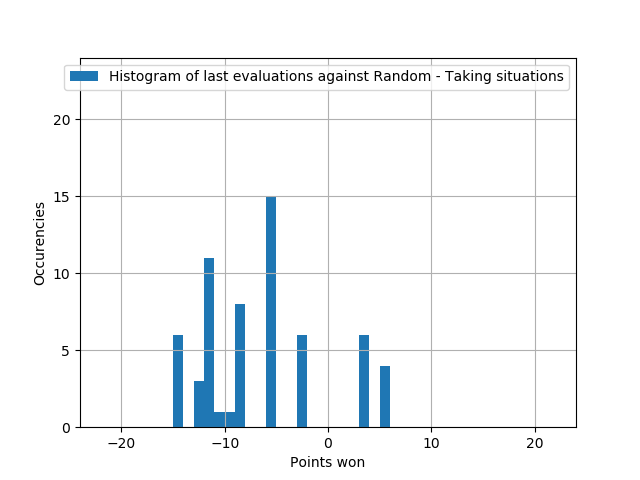 Histogram of last evaluations against Random - Taking situations
20
15
10
5
0
Occurencies
−20 −10 0 10 20
Points won